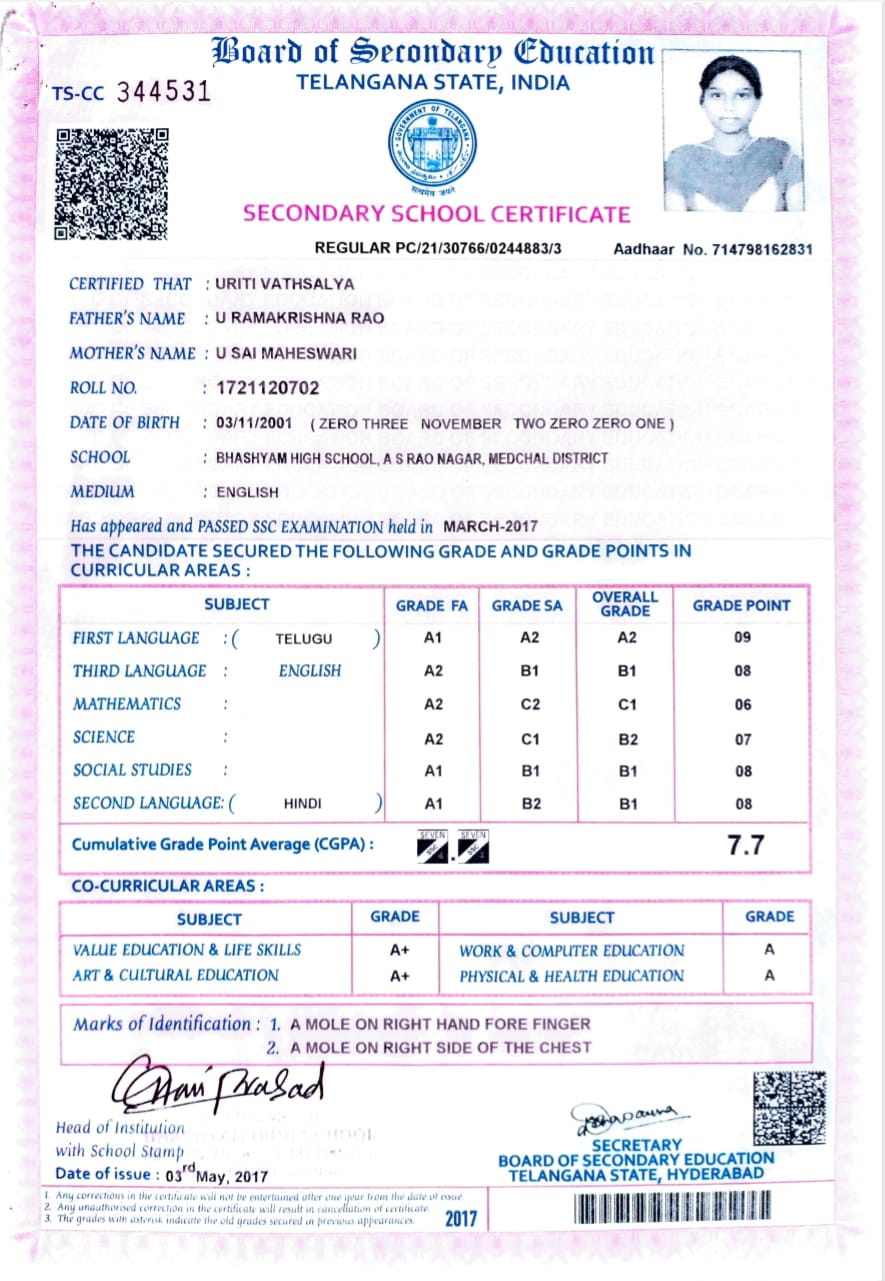 Board of Secondary Education
TELANGANA STATE, INDIA
TS-CC 344531
GOVERNMENT OF TELANGANA
सत्यमेव जयते
SECONDARY SCHOOL CERTIFICATE
REGULAR PC/21/30766/0244883/3 Aadhaar No. 714798162831
CERTIFIED THAT : URITI VATHSALYA
FATHER'S NAME : U RAMAKRISHNA RAO
MOTHER'S NAME : U SAI MAHESWARI
ROLL NO. : 1721120702
DATE OF BIRTH : 03/11/2001 ( ZERO THREE NOVEMBER TWO ZERO ZERO ONE )
SCHOOL : BHASHYAM HIGH SCHOOL, A S RAO NAGAR, MEDCHAL DISTRICT
MEDIUM : ENGLISH
Has appeared and PASSED SSC EXAMINATION held in MARCH-2017
THE CANDIDATE SECURED THE FOLLOWING GRADE AND GRADE POINTS IN
CURRICULAR AREAS :
SUBJECT GRADE FA GRADE SA OVERALL GRADE GRADE POINT
FIRST LANGUAGE : ( TELUGU ) A1 A2 A2 09
THIRD LANGUAGE : ENGLISH A2 B1 B1 08
MATHEMATICS : A2 C2 C1 06
SCIENCE : A2 C1 B2 07
SOCIAL STUDIES : A1 B1 B1 08
SECOND LANGUAGE: ( HINDI ) A1 B2 B1 08
Cumulative Grade Point Average (CGPA) : SEVEN SSC . SEVEN SSC 7.7
CO-CURRICULAR AREAS :
SUBJECT GRADE SUBJECT GRADE
VALUE EDUCATION & LIFE SKILLS A+ WORK & COMPUTER EDUCATION A
ART & CULTURAL EDUCATION A+ PHYSICAL & HEALTH EDUCATION A
Marks of Identification : 1. A MOLE ON RIGHT HAND FORE FINGER
2. A MOLE ON RIGHT SIDE OF THE CHEST
Head of Institution
with School Stamp
Date of issue : 03rd May, 2017
SECRETARY
BOARD OF SECONDARY EDUCATION
TELANGANA STATE, HYDERABAD
1. Any corrections in the certificate will not be entertained after one year from the date of issue
2. Any unauthorised correction in the certificate will result in cancellation of certificate.
3. The grades with asterisk indicate the old grades secured in previous appearances.
2017